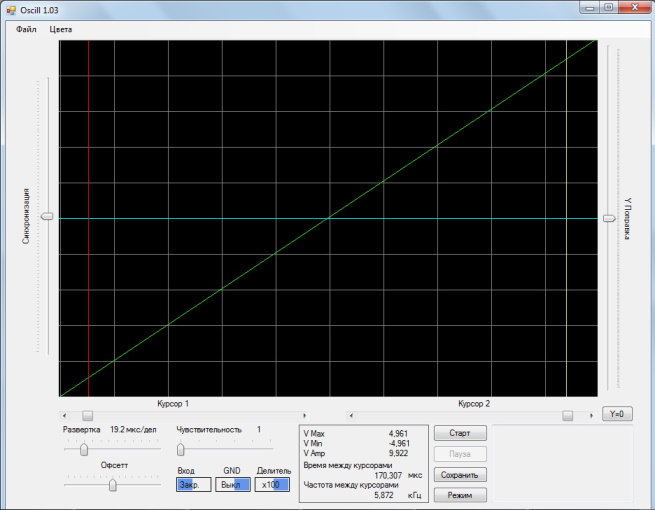 Oscill 1.03
Файл Цвета
Синхронизация
Y Поправка
Курсор 1 Курсор 2
Y=0
Развертка 19.2 мкс/дел Чувствительность 1
Офсетт
Вход GND Делитель
Закр. Выкл x100
V Max 4,961
V Min -4,961
V Amp 9,922
Время между курсорами
170,307 мкс
Частота между курсорами
5,872 кГц
Старт
Пауза
Сохранить
Режим